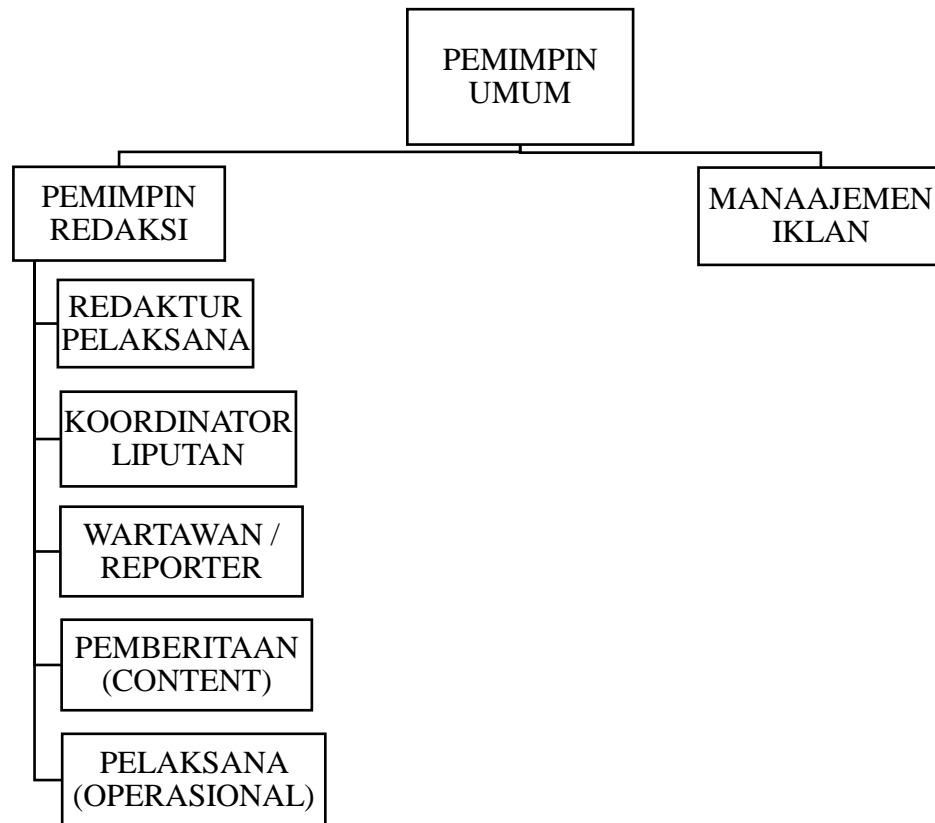 PEMIMPIN
UMUM
PEMIMPIN
REDAKSI
MANAAJEMEN
IKLAN
REDAKTUR
PELAKSANA
KOORDINATOR
LIPUTAN
WARTAWAN /
REPORTER
PEMBERITAAN
(CONTENT)
PELAKSANA
(OPERASIONAL)